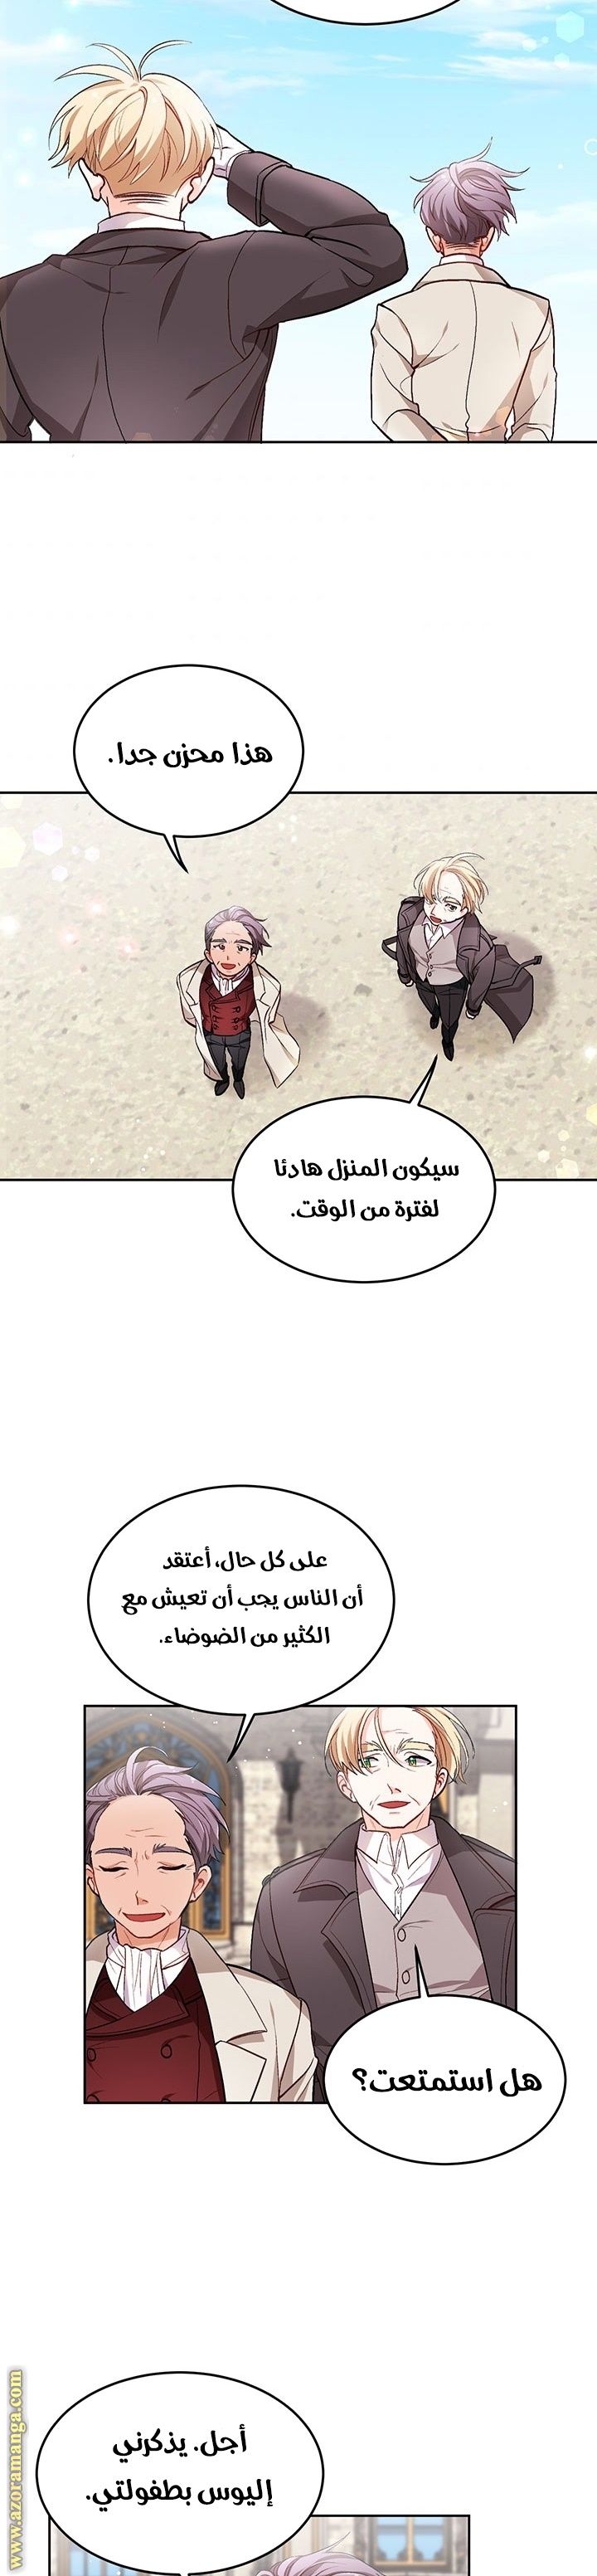 هذا محزن جدا.
سيكون المنزل هادئا
لفترة من الوقت.
على كل حال، أعتقد
أن الناس يجب أن تعيش مع
الكثير من الضوضاء.
هل استمتعت؟
أجل. يذكرني
إليوس بطفولتي.
www.azoramanga.com